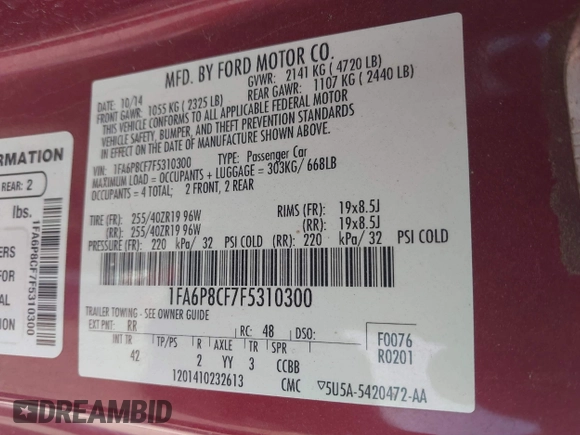 MFD. BY FORD MOTOR CO.
DATE: 10/14 GVWR: 2141 KG ( 4720 LB)
FRONT GAWR: 1055 KG ( 2325 LB) REAR GAWR: 1107 KG ( 2440 LB)
THIS VEHICLE CONFORMS TO ALL APPLICABLE FEDERAL MOTOR
VEHICLE SAFETY, BUMPER, AND THEFT PREVENTION STANDARDS
IN EFFECT ON THE DATE OF MANUFACTURE SHOWN ABOVE.
VIN: 1FA6P8CF7F5310300 TYPE: Passenger Car
MAXIMUM LOAD = OCCUPANTS + LUGGAGE = 303KG/ 668LB
OCCUPANTS = 4 TOTAL; 2 FRONT, 2 REAR
TIRE (FR): 255/40ZR19 96W RIMS (FR): 19x8.5J
(RR): 255/40ZR19 96W (RR): 19x8.5J
PRESSURE (FR): 220 kPa/ 32 PSI COLD (RR): 220 kPa/ 32 PSI COLD
1FA6P8CF7F5310300
TRAILER TOWING - SEE OWNER GUIDE
EXT PNT: RR RC: 48 DSO:
INT TR TP/PS R AXLE TR SPR
42 2 YY 3 CCBB
1201410232613 CMC ▽5U5A-5420472-AA
F0076
R0201
ORMATION
REAR: 2
lbs.
1FA6P8CF7F5310300
ERS
FOR
NAL
DREAMBID